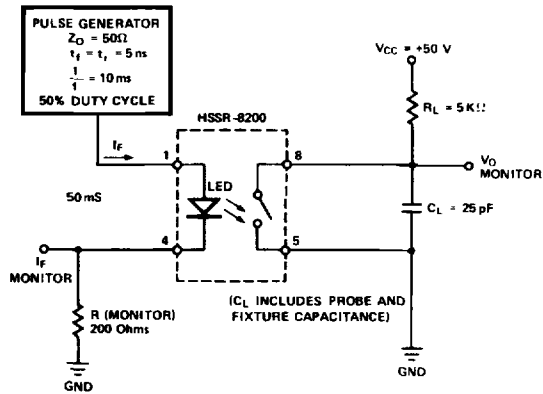 PULSE GENERATOR
Z_O = 50Ω
t_f = t_r = 5 ns
1/1 = 10 ms
50% DUTY CYCLE
I_F
50 mS
I_F
MONITOR
R (MONITOR)
200 Ohms
GND
HSSR-8200
1
8
LED
4
5
(C_L INCLUDES PROBE AND
FIXTURE CAPACITANCE)
V_CC = +50 V
R_L = 5 KΩ
V_O
MONITOR
C_L = 25 pF
GND